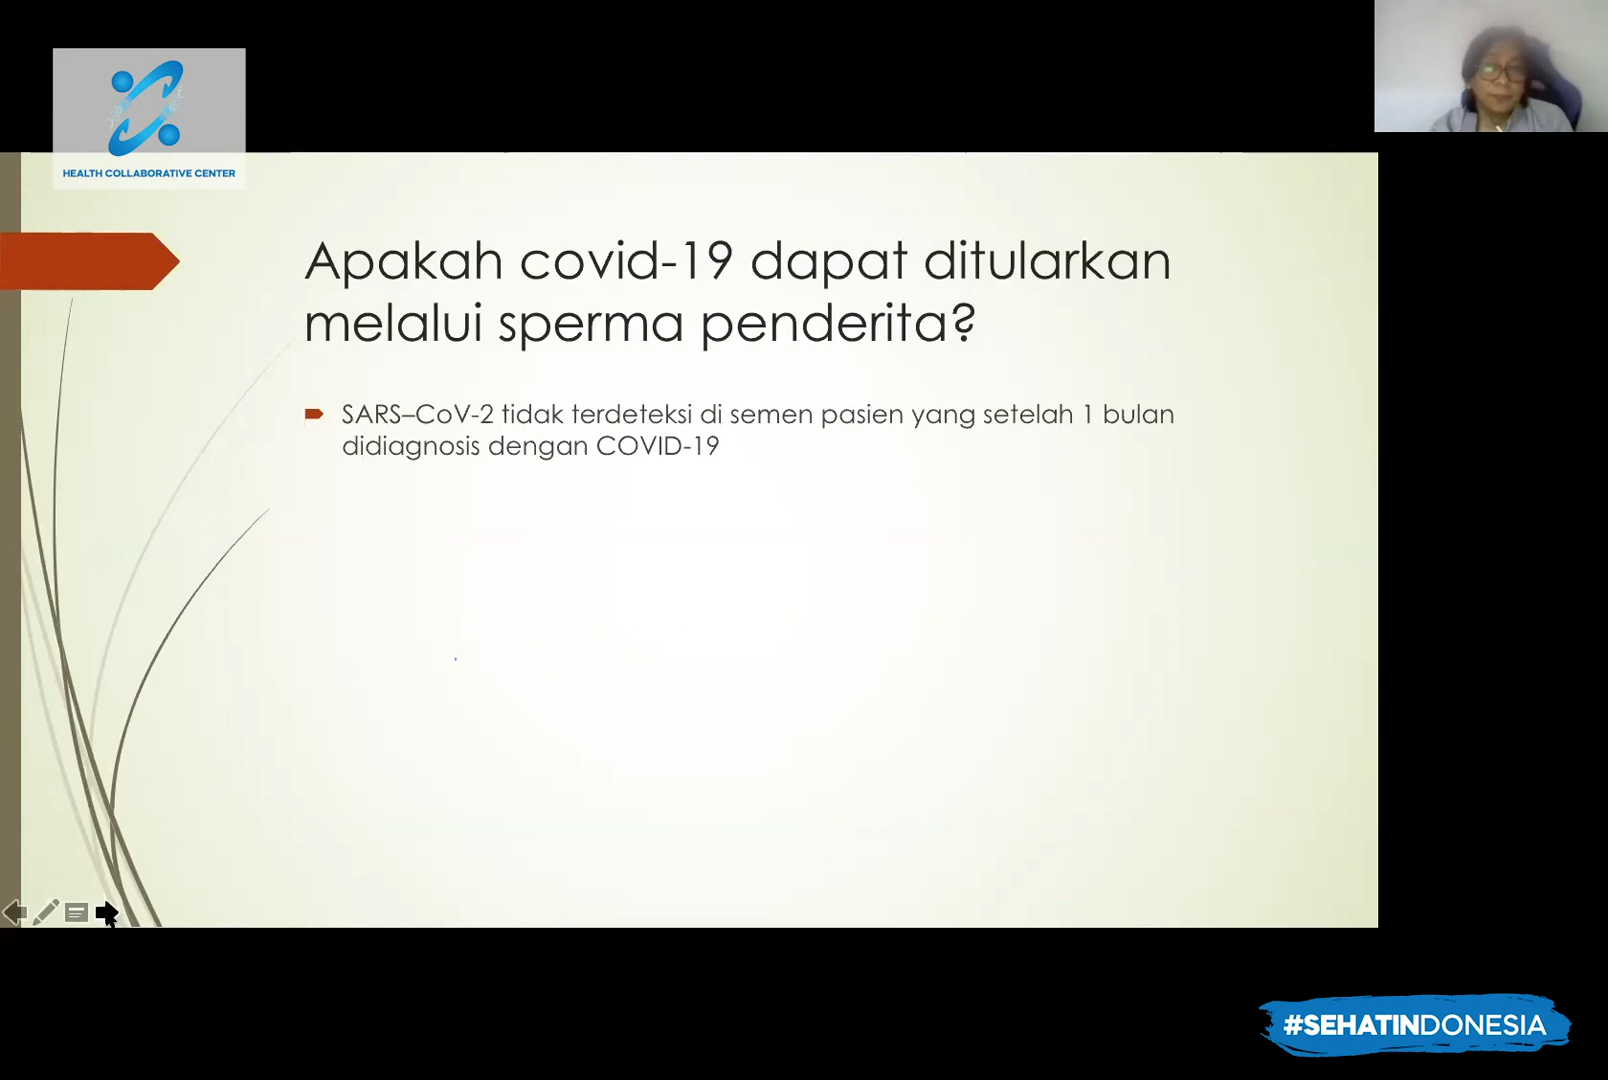 HEALTH COLLABORATIVE CENTER
Apakah covid-19 dapat ditularkan
melalui sperma penderita?
SARS–CoV-2 tidak terdeteksi di semen pasien yang setelah 1 bulan
didiagnosis dengan COVID-19
#SEHATINDONESIA